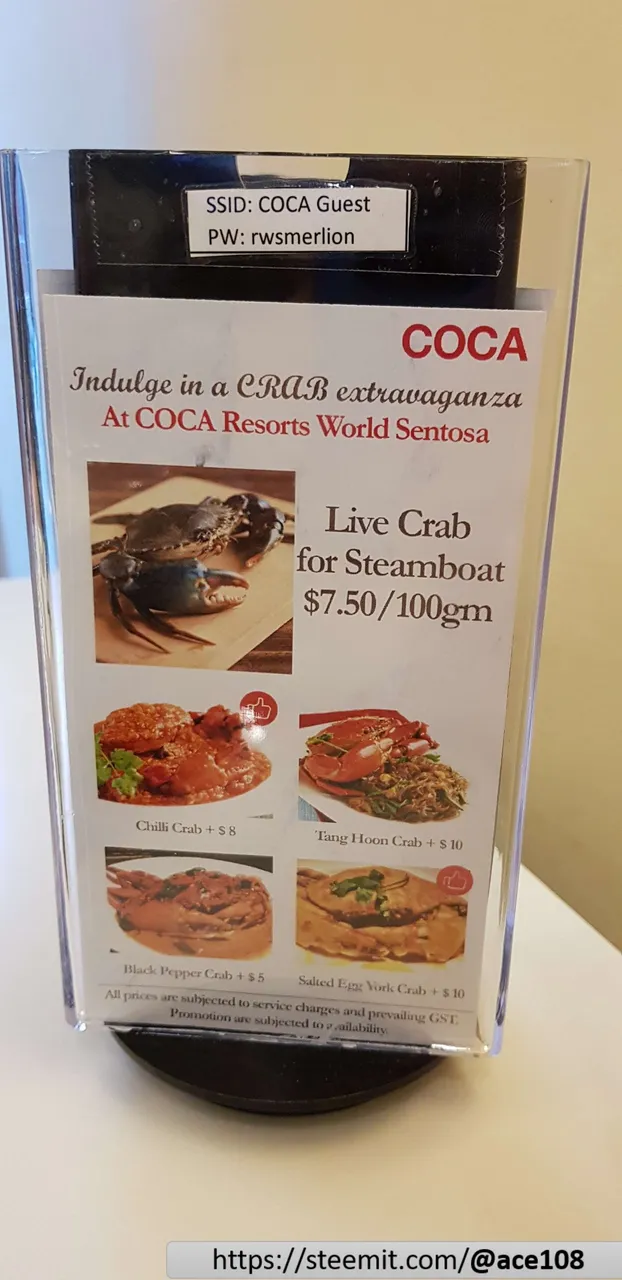 SSID: COCA Guest
PW: rwsmerlion
COCA
Indulge in a CRAB extravaganza
At COCA Resorts World Sentosa
Live Crab
for Steamboat
$7.50/100gm
Chilli Crab + $ 8
Tang Hoon Crab + $ 10
Black Pepper Crab + $ 5
Salted Egg York Crab + $ 10
All prices are subjected to service charges and prevailing GST.
Promotion are subjected to availability.
https://steemit.com/@ace108